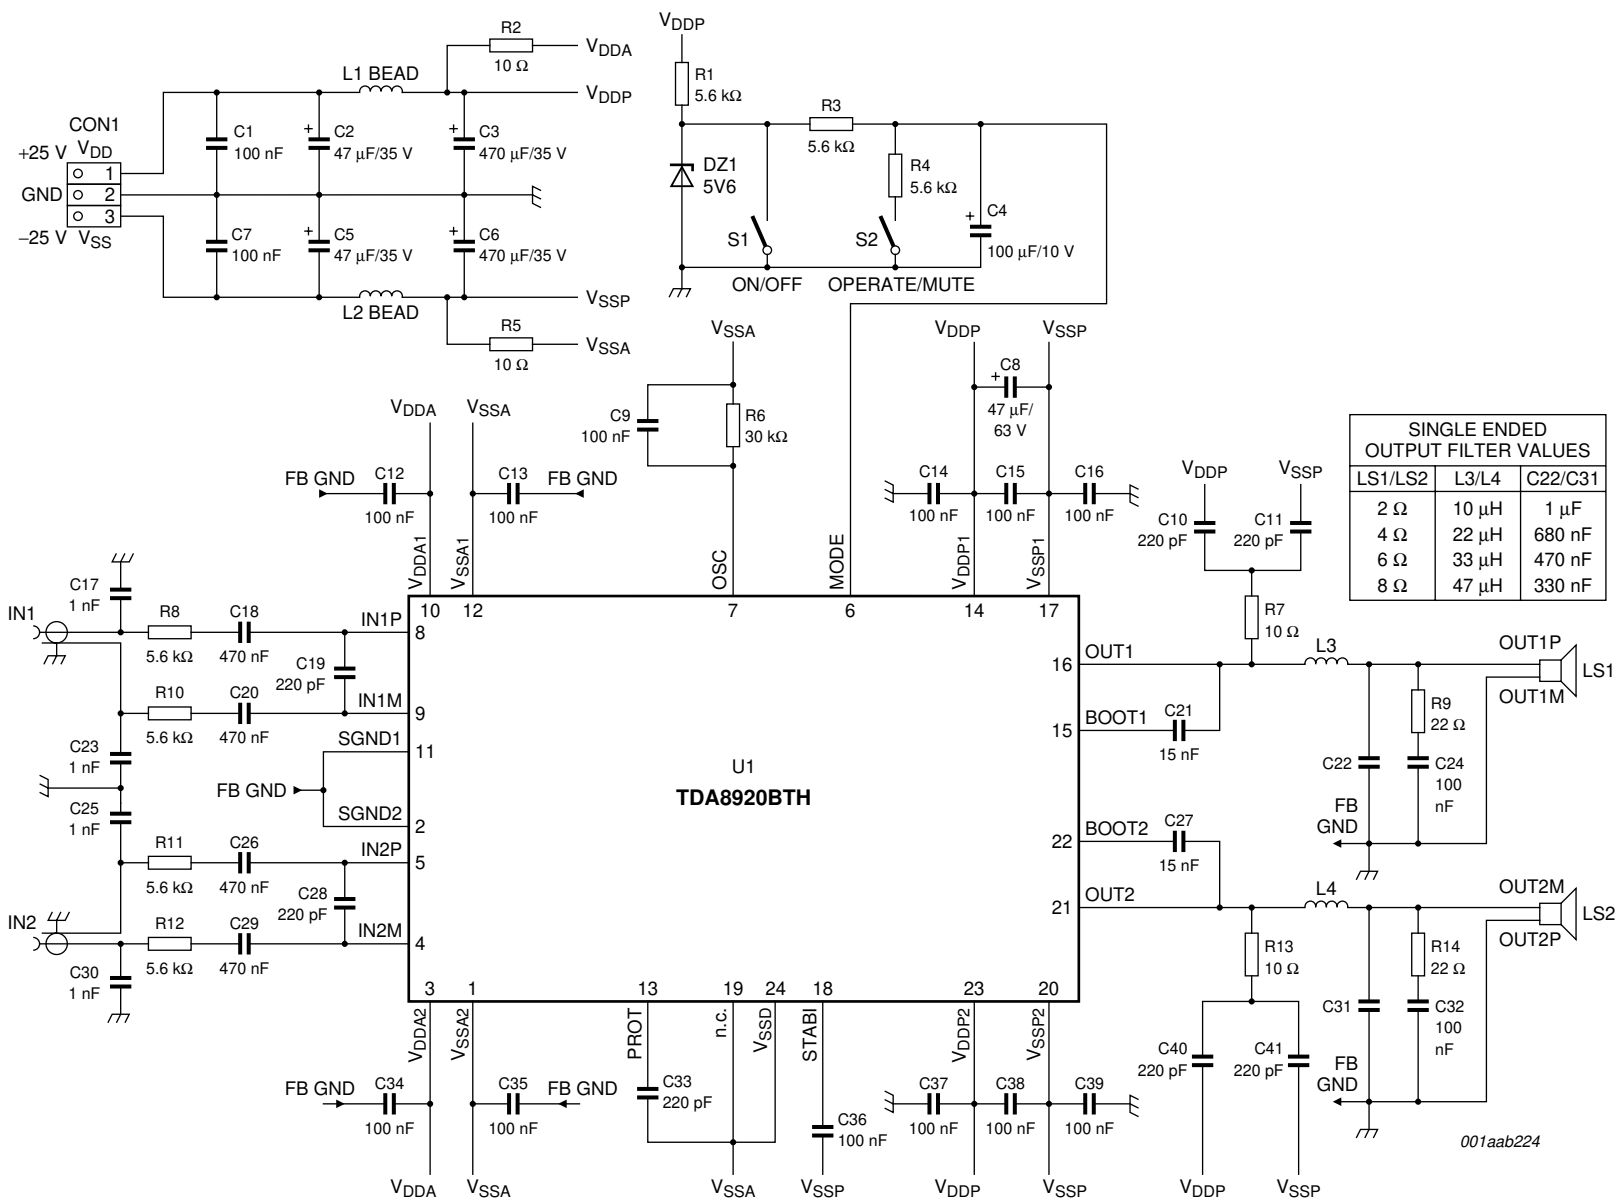 R2
10 Ω
VDDA
L1 BEAD
VDDP
CON1
+25 V VDD
1
GND
2
3
−25 V VSS
C1
100 nF
C2
47 μF/35 V
C3
470 μF/35 V
C7
100 nF
C5
47 μF/35 V
C6
470 μF/35 V
L2 BEAD
VSSP
R5
10 Ω
VSSA
VDDP
R1
5.6 kΩ
R3
5.6 kΩ
DZ1
5V6
R4
5.6 kΩ
S1
S2
C4
100 μF/10 V
ON/OFF
OPERATE/MUTE
VSSA
C9
100 nF
R6
30 kΩ
VDDP
VSSP
C8
47 μF/
63 V
C14
100 nF
C15
100 nF
C16
100 nF
VDDA
VSSA
FB GND
C12
100 nF
C13
100 nF
FB GND
VDDA1
VSSA1
OSC
MODE
VDDP1
VSSP1
10
12
7
6
14
17
SINGLE ENDED
OUTPUT FILTER VALUES
LS1/LS2 L3/L4 C22/C31
2 Ω 10 μH 1 μF
4 Ω 22 μH 680 nF
6 Ω 33 μH 470 nF
8 Ω 47 μH 330 nF
VDDP
VSSP
C10
220 pF
C11
220 pF
R7
10 Ω
C17
1 nF
IN1
R8
5.6 kΩ
C18
470 nF
IN1P
8
C19
220 pF
R10
5.6 kΩ
C20
470 nF
IN1M
9
C23
1 nF
SGND1
11
FB GND
C25
1 nF
SGND2
2
R11
5.6 kΩ
C26
470 nF
IN2P
5
C28
220 pF
IN2
R12
5.6 kΩ
C29
470 nF
IN2M
4
C30
1 nF
U1
TDA8920BTH
16
OUT1
15
BOOT1
C21
15 nF
L3
OUT1P
LS1
OUT1M
R9
22 Ω
C22
C24
100
nF
FB
GND
22
BOOT2
C27
15 nF
21
OUT2
L4
OUT2M
LS2
OUT2P
R13
10 Ω
R14
22 Ω
C31
C32
100
nF
FB
GND
C40
220 pF
C41
220 pF
VDDP
VSSP
3
1
13
19
24
18
23
20
VDDA2
VSSA2
PROT
n.c.
VSSD
STABI
VDDP2
VSSP2
FB GND
C34
100 nF
C35
100 nF
FB GND
C33
220 pF
C36
100 nF
C37
100 nF
C38
100 nF
C39
100 nF
VDDA
VSSA
VSSA
VSSP
VDDP
VSSP
001aab224